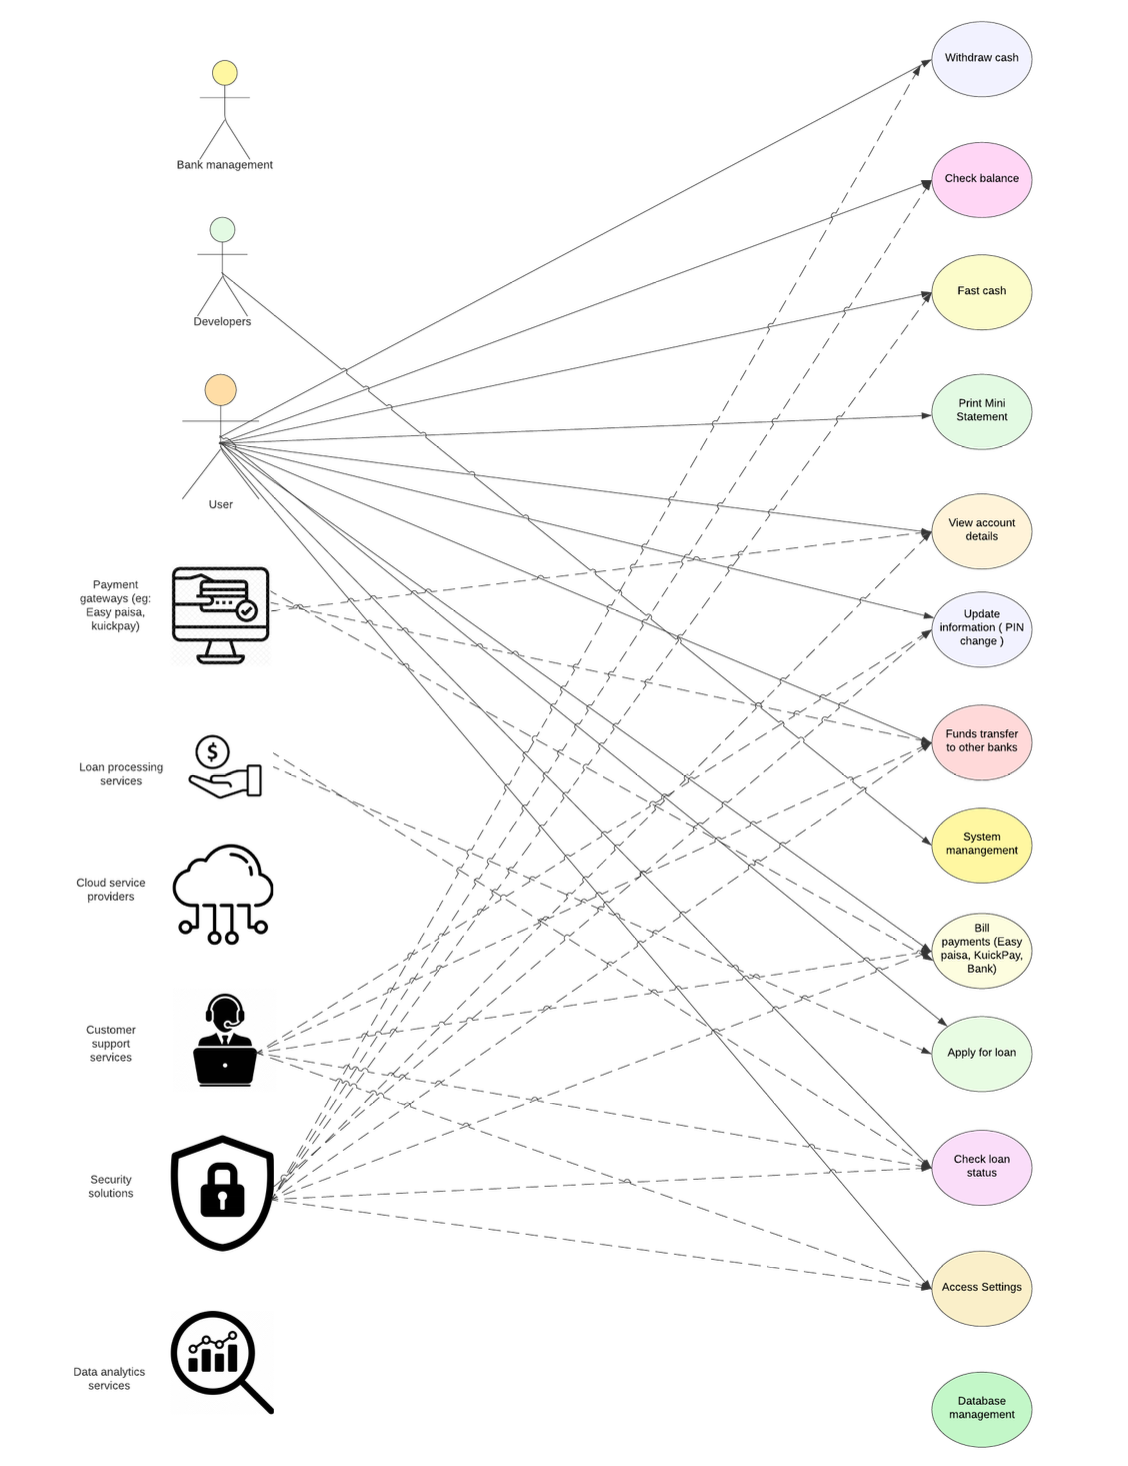 Bank management
Developers
User
Payment
gateways (eg:
Easy paisa,
kuickpay)
Loan processing
services
Cloud service
providers
Customer
support
services
Security
solutions
Data analytics
services
Withdraw cash
Check balance
Fast cash
Print Mini
Statement
View account
details
Update
information ( PIN
change )
Funds transfer
to other banks
System
manangement
Bill
payments (Easy
paisa, KuickPay,
Bank)
Apply for loan
Check loan
status
Access Settings
Database
management